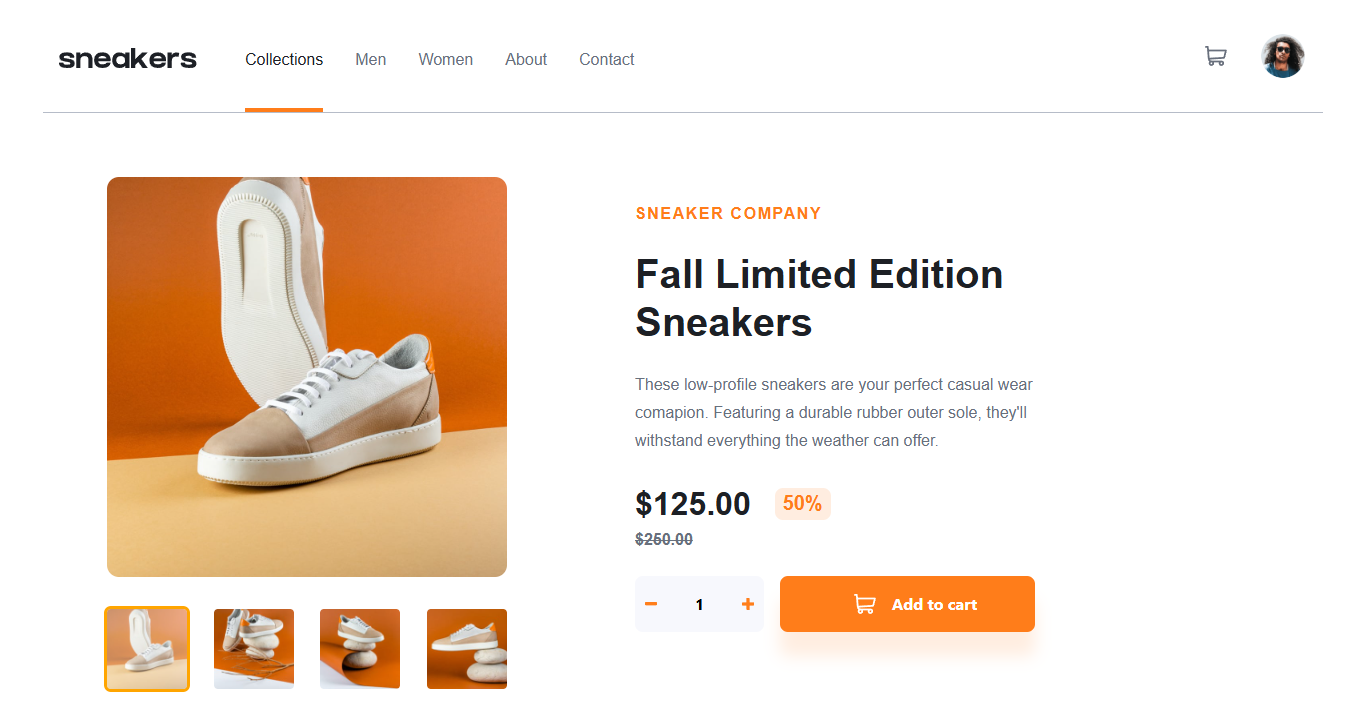 sneakers
Collections Men Women About Contact
SNEAKER COMPANY
Fall Limited Edition
Sneakers
These low-profile sneakers are your perfect casual wear
comapion. Featuring a durable rubber outer sole, they'll
withstand everything the weather can offer.
$125.00 50%
$250.00
− 1 + Add to cart